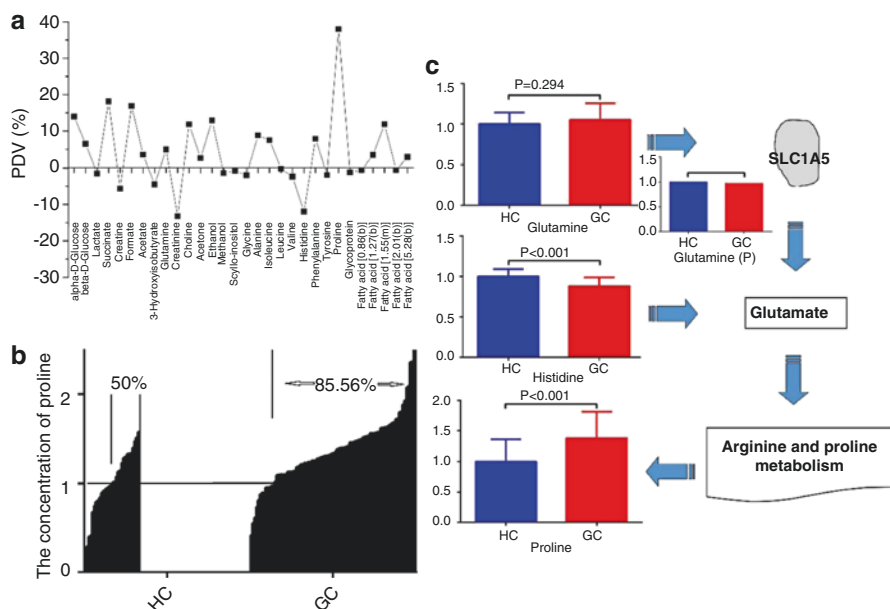 a
PDV (%)
40
30
20
10
0
-10
-20
-30
alpha-D-Glucose
beta-D-Glucose
Lactate
Succinate
Creatine
Formate
Acetate
3-Hydroxyisobutyrate
Glutamine
Creatinine
Choline
Acetone
Ethanol
Methanol
Scyllo-inositol
Glycine
Alanine
Isoleucine
Leucine
Valine
Histidine
Phenylalanine
Tyrosine
Proline
Glycoprotein
Fatty acid [0.86(b)]
Fatty acid [1.27(b)]
Fatty acid [1.55(m)]
Fatty acid [2.01(b)]
Fatty acid [5.28(b)]
b
The concentration of proline
2
1
0
50%
85.56%
HC
GC
c
1.5
1.0
0.5
0.0
P=0.294
HC GC
Glutamine
SLC1A5
1.5
1.0
0.5
0.0
HC GC
Glutamine (P)
1.5
1.0
0.5
0.0
P<0.001
HC GC
Histidine
Glutamate
2.0
1.5
1.0
0.5
0.0
P<0.001
HC GC
Proline
Arginine and proline
metabolism